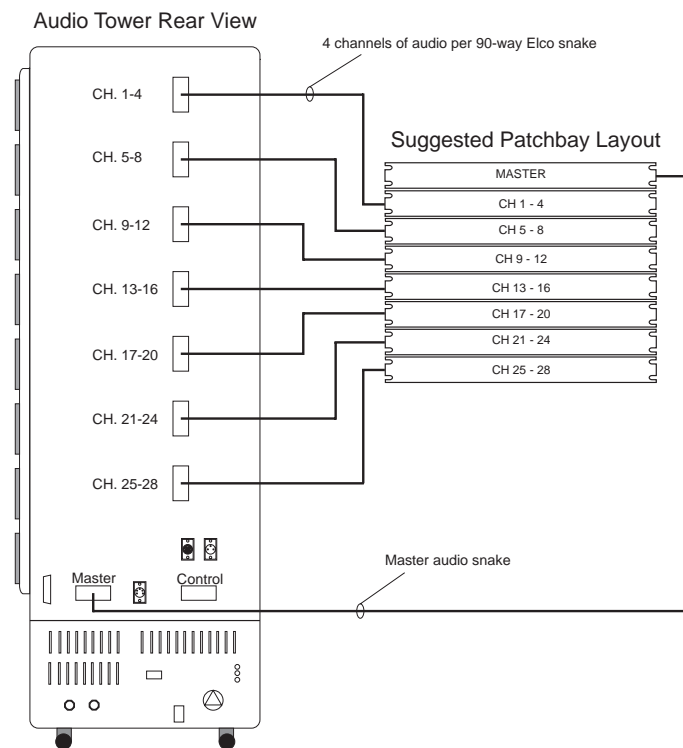 Audio Tower Rear View
4 channels of audio per 90-way Elco snake
CH. 1-4
CH. 5-8
CH. 9-12
CH. 13-16
CH. 17-20
CH. 21-24
CH. 25-28
Suggested Patchbay Layout
MASTER
CH 1 - 4
CH 5 - 8
CH 9 - 12
CH 13 - 16
CH 17 - 20
CH 21 - 24
CH 25 - 28
Master
Control
Master audio snake